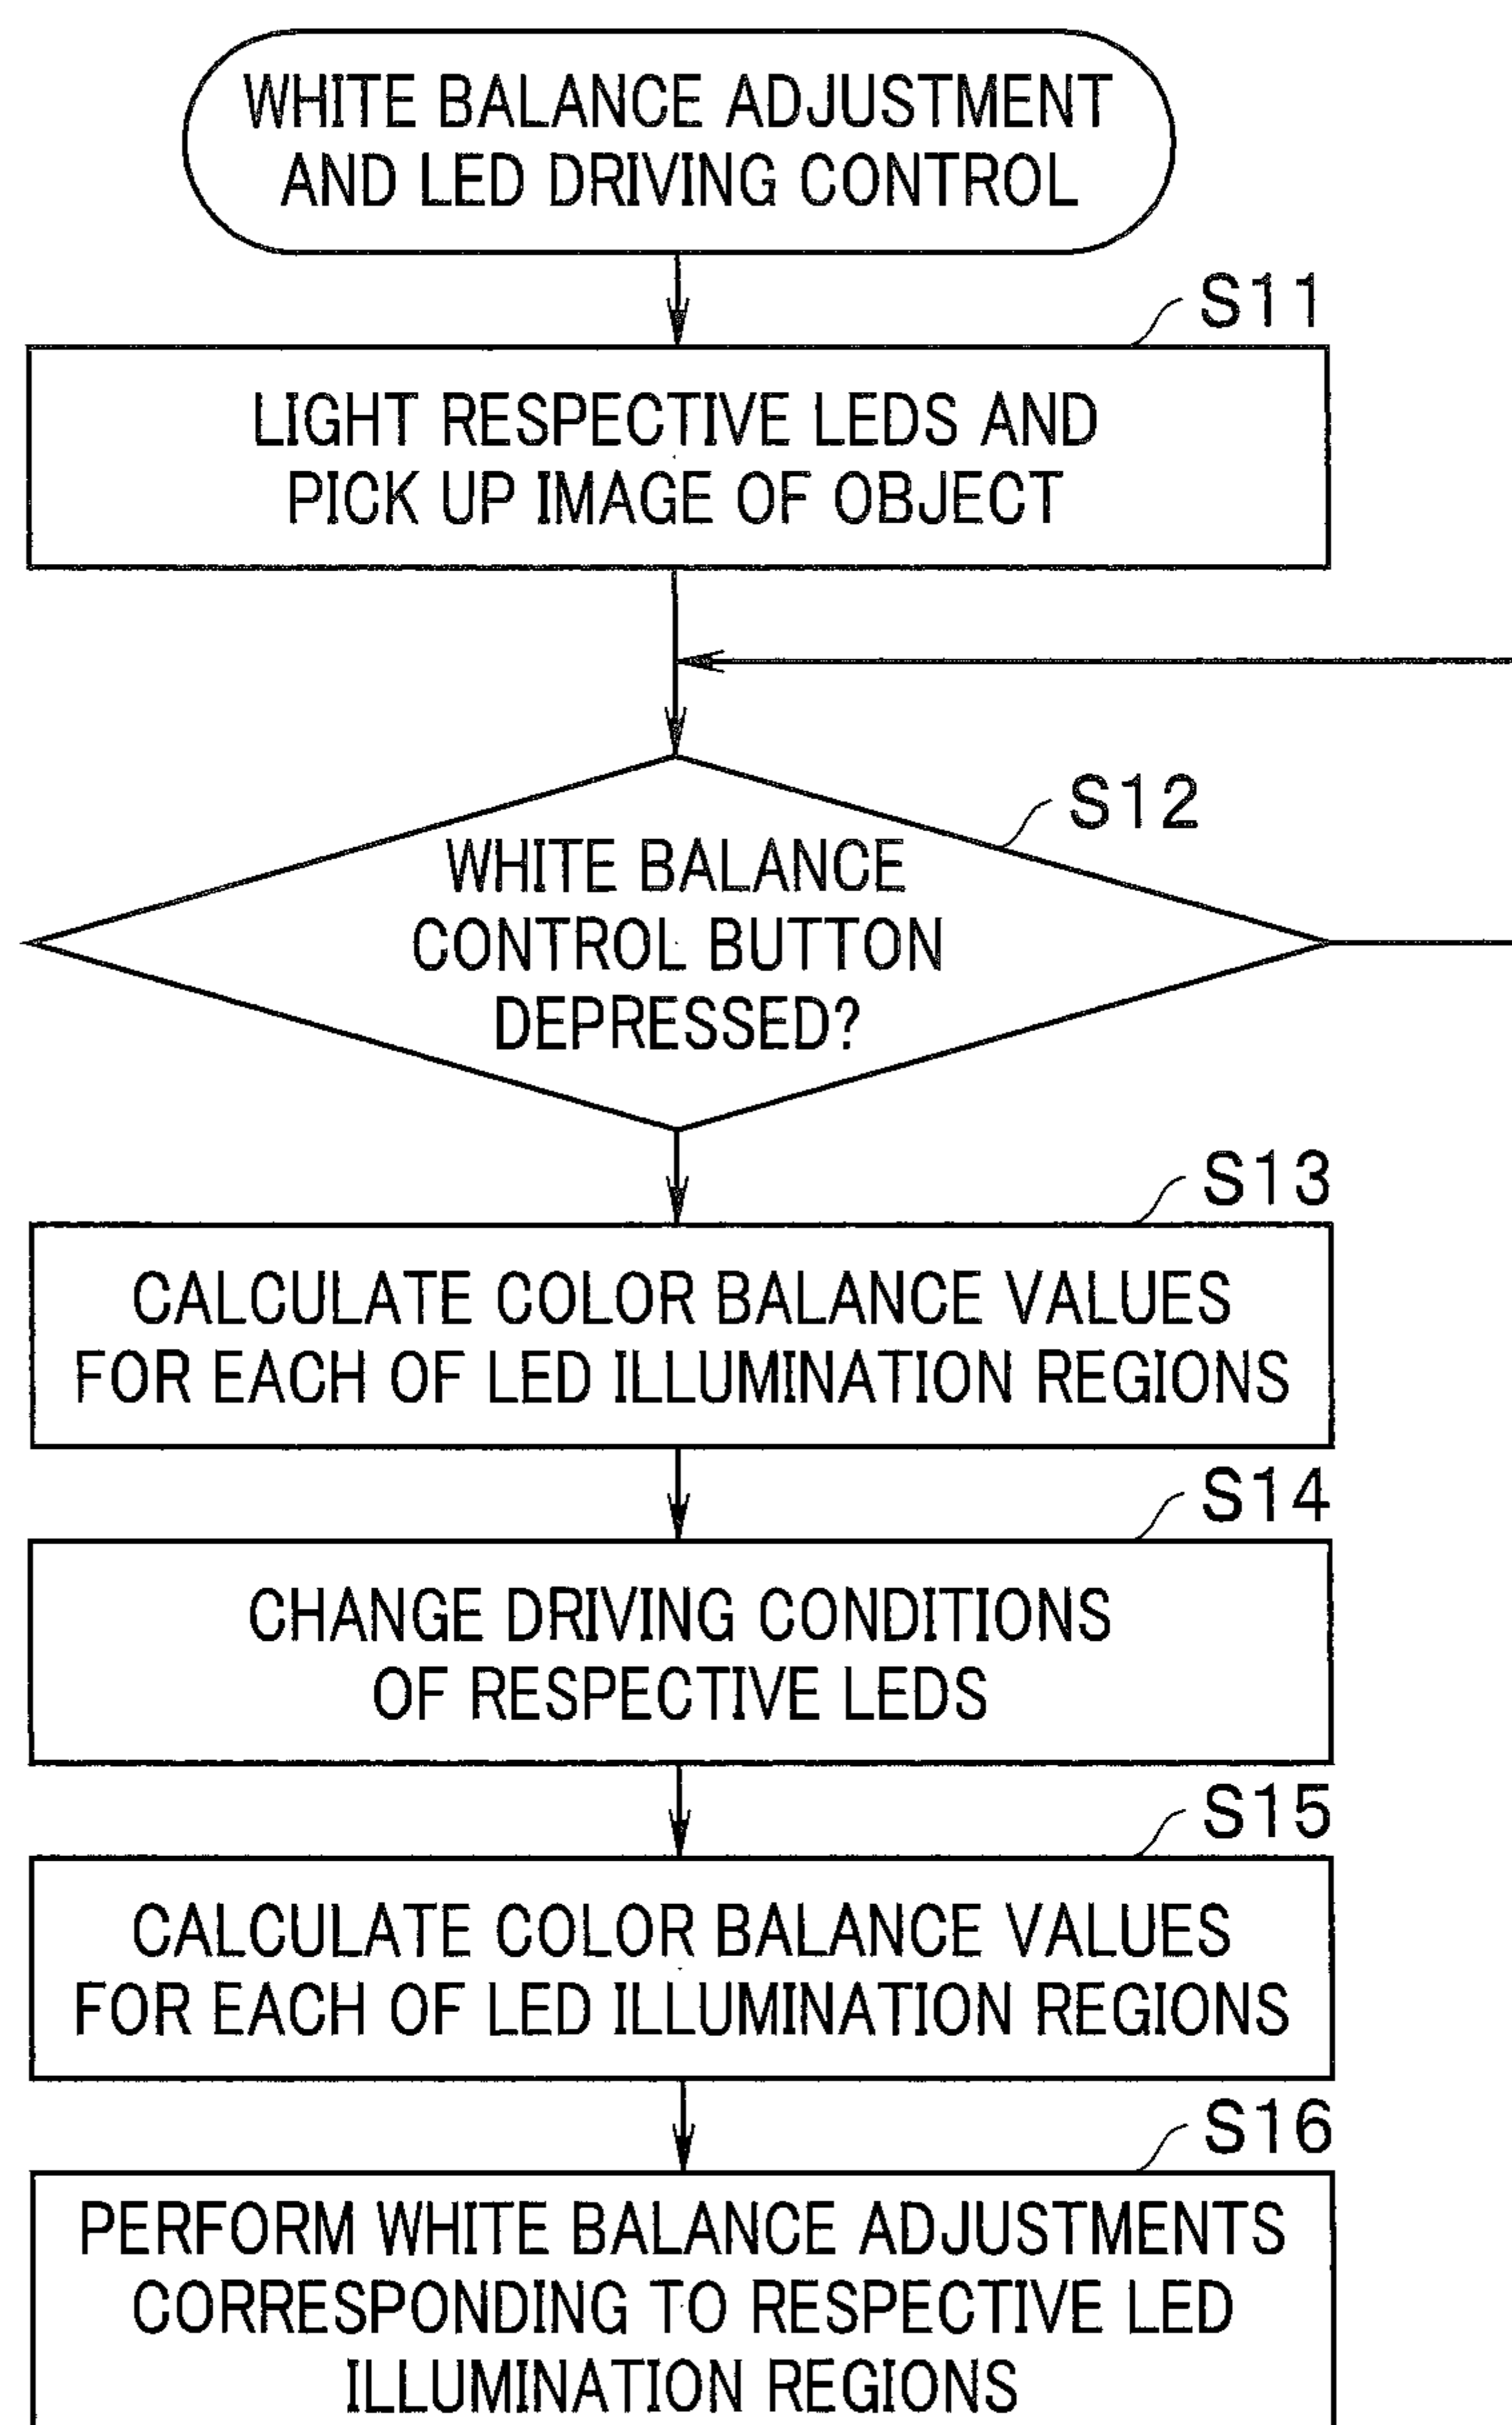 WHITE BALANCE ADJUSTMENT
AND LED DRIVING CONTROL
S11
LIGHT RESPECTIVE LEDS AND
PICK UP IMAGE OF OBJECT
S12
WHITE BALANCE
CONTROL BUTTON
DEPRESSED?
S13
CALCULATE COLOR BALANCE VALUES
FOR EACH OF LED ILLUMINATION REGIONS
S14
CHANGE DRIVING CONDITIONS
OF RESPECTIVE LEDS
S15
CALCULATE COLOR BALANCE VALUES
FOR EACH OF LED ILLUMINATION REGIONS
S16
PERFORM WHITE BALANCE ADJUSTMENTS
CORRESPONDING TO RESPECTIVE LED
ILLUMINATION REGIONS